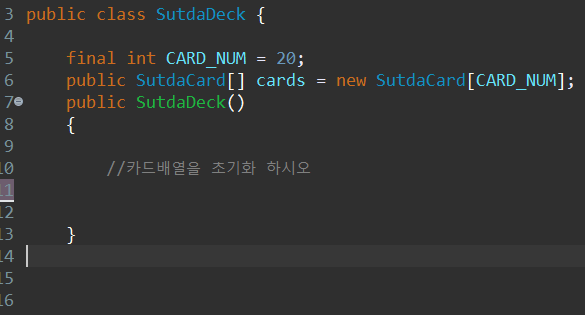 3 public class SutdaDeck {
4
5 final int CARD_NUM = 20;
6 public SutdaCard[] cards = new SutdaCard[CARD_NUM];
7 public SutdaDeck()
8 {
9
10 //카드배열을 초기화 하시오
11
12
13 }
14
15
16